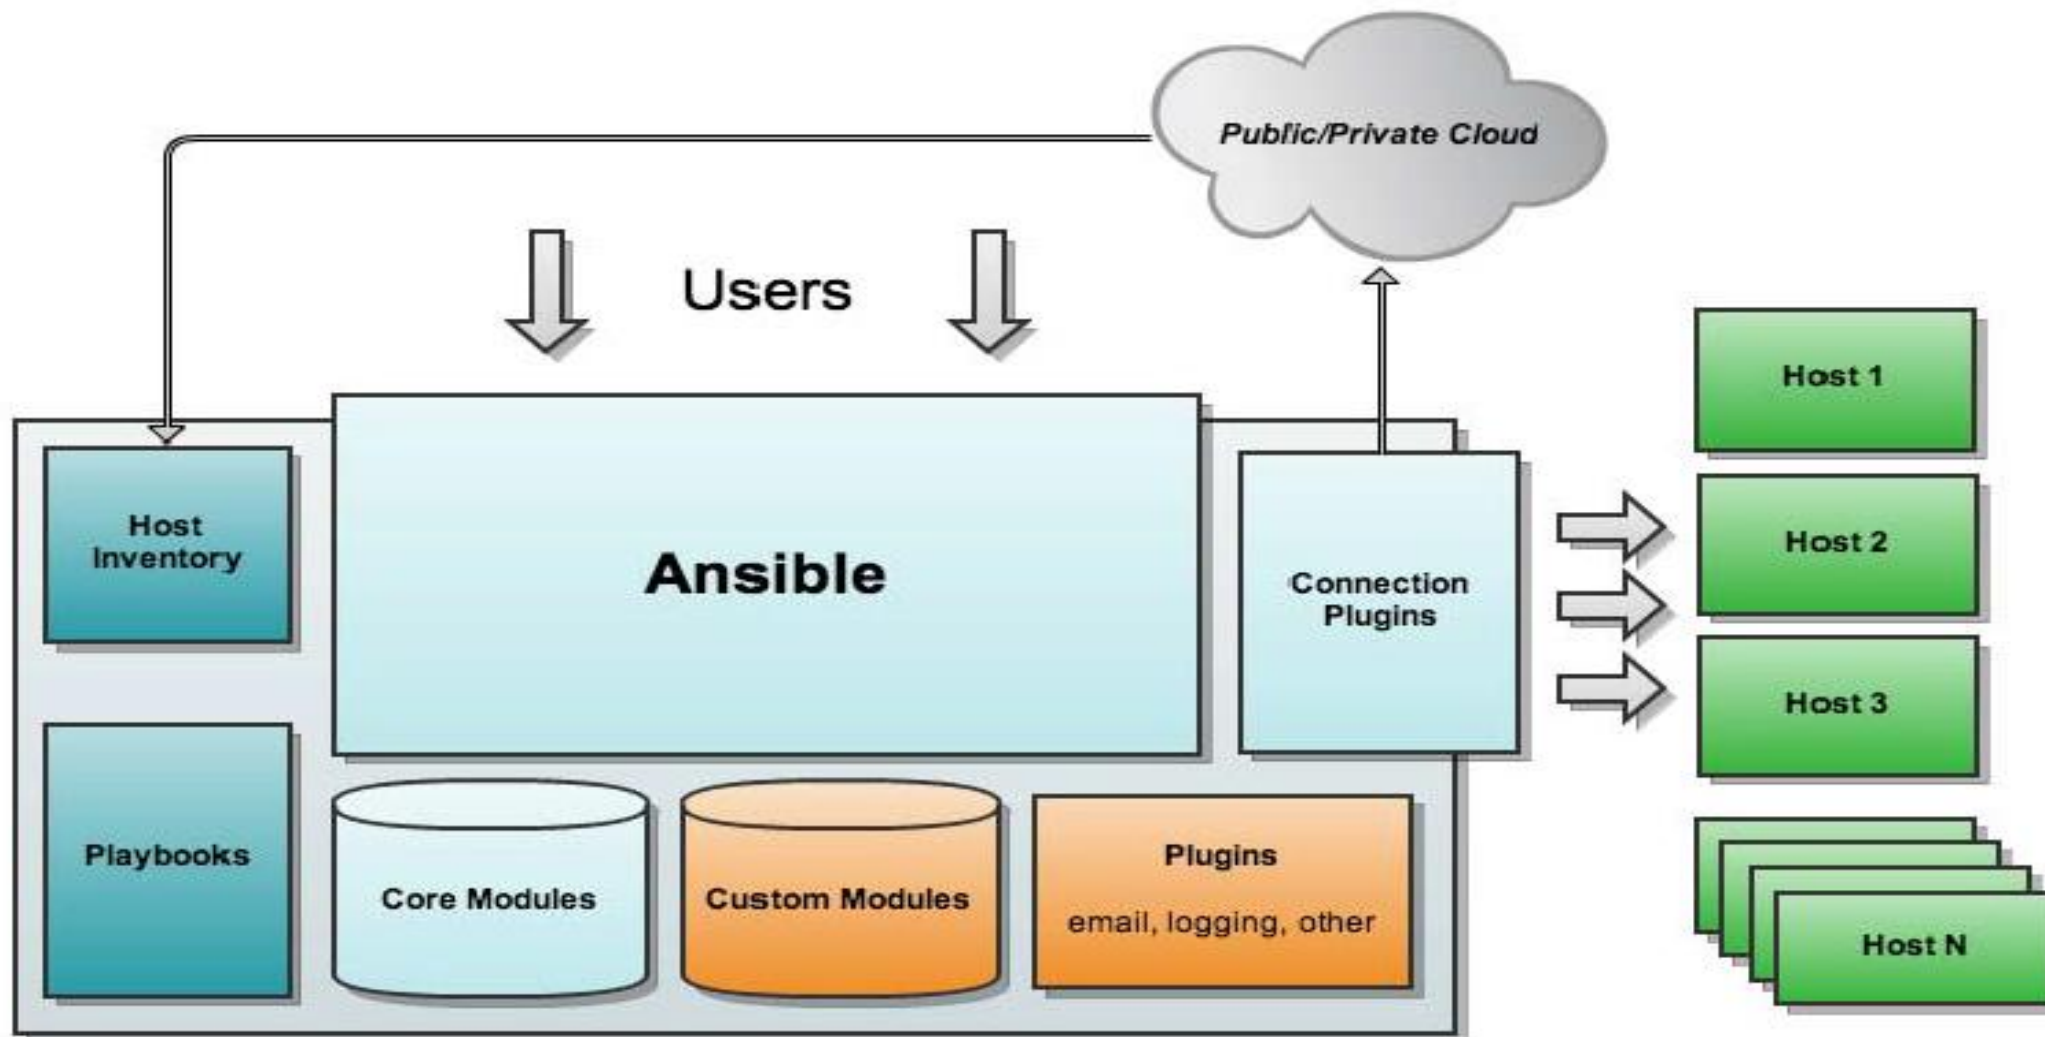 Public/Private Cloud
Users
Host 1
Host
Inventory
Ansible
Connection
Plugins
Host 2
Host 3
Playbooks
Core Modules
Custom Modules
Plugins
email, logging, other
Host N